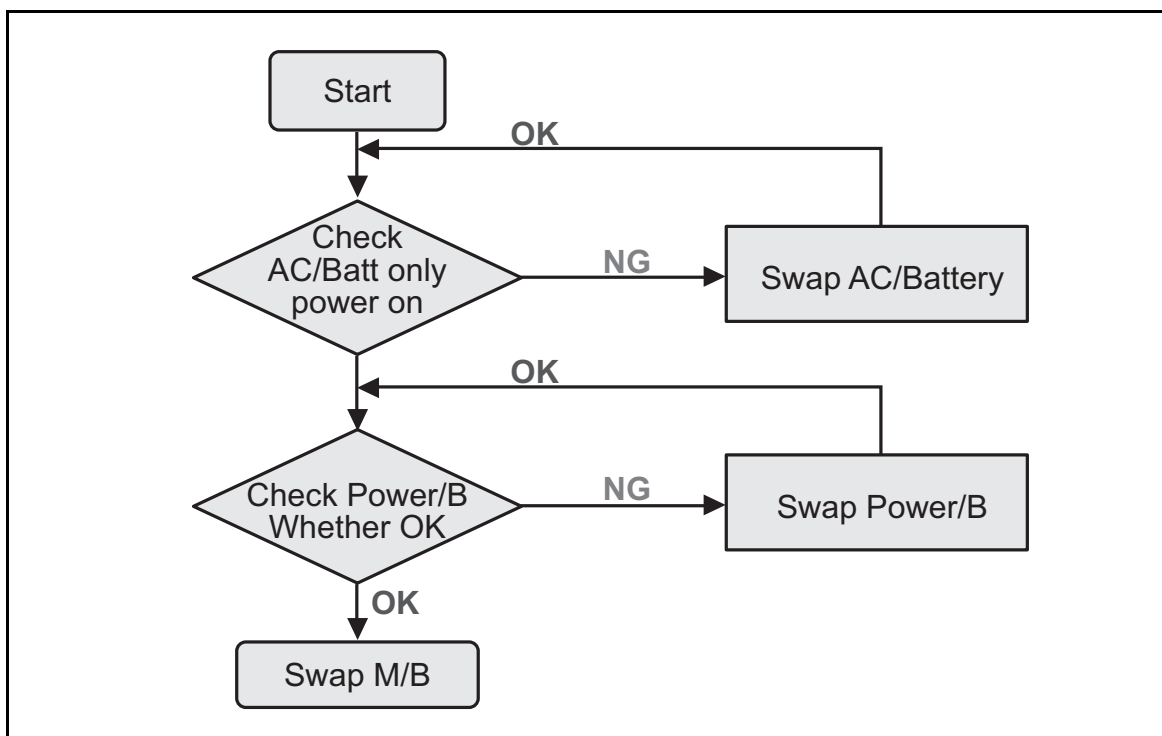 Start
OK
Check
AC/Batt only
power on
NG
Swap AC/Battery
OK
Check Power/B
Whether OK
NG
Swap Power/B
OK
Swap M/B